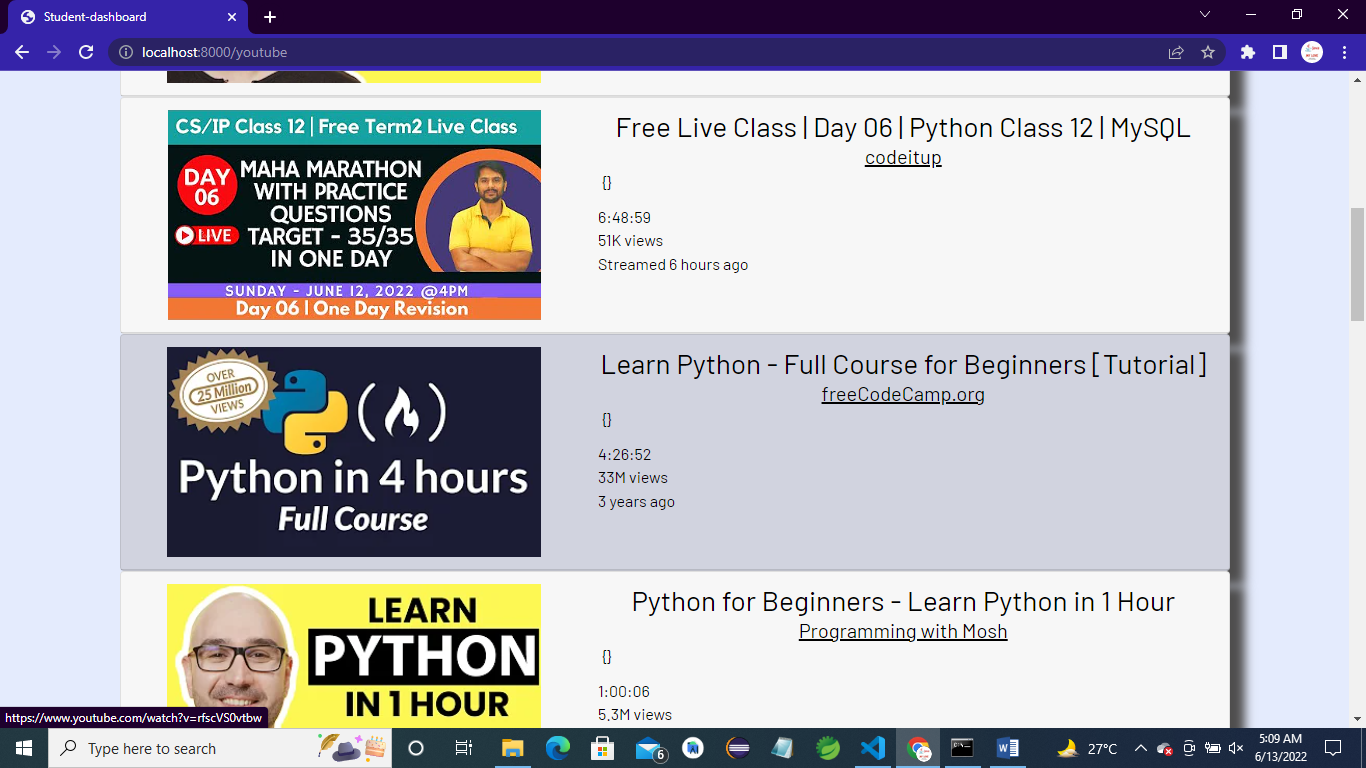 Student-dashboard
localhost:8000/youtube
CS/IP Class 12 | Free Term2 Live Class
DAY 06
MAHA MARATHON
WITH PRACTICE
QUESTIONS
LIVE
TARGET - 35/35
IN ONE DAY
SUNDAY - JUNE 12, 2022 @4PM
Day 06 | One Day Revision
Free Live Class | Day 06 | Python Class 12 | MySQL
codeitup
{}
6:48:59
51K views
Streamed 6 hours ago
OVER
25 Million
VIEWS
Python in 4 hours
Full Course
Learn Python - Full Course for Beginners [Tutorial]
freeCodeCamp.org
{}
4:26:52
33M views
3 years ago
LEARN
PYTHON
IN 1 HOUR
Python for Beginners - Learn Python in 1 Hour
Programming with Mosh
{}
1:00:06
5.3M views
https://www.youtube.com/watch?v=rfscVS0vtbw
Type here to search
6
27°C
5:09 AM
6/13/2022